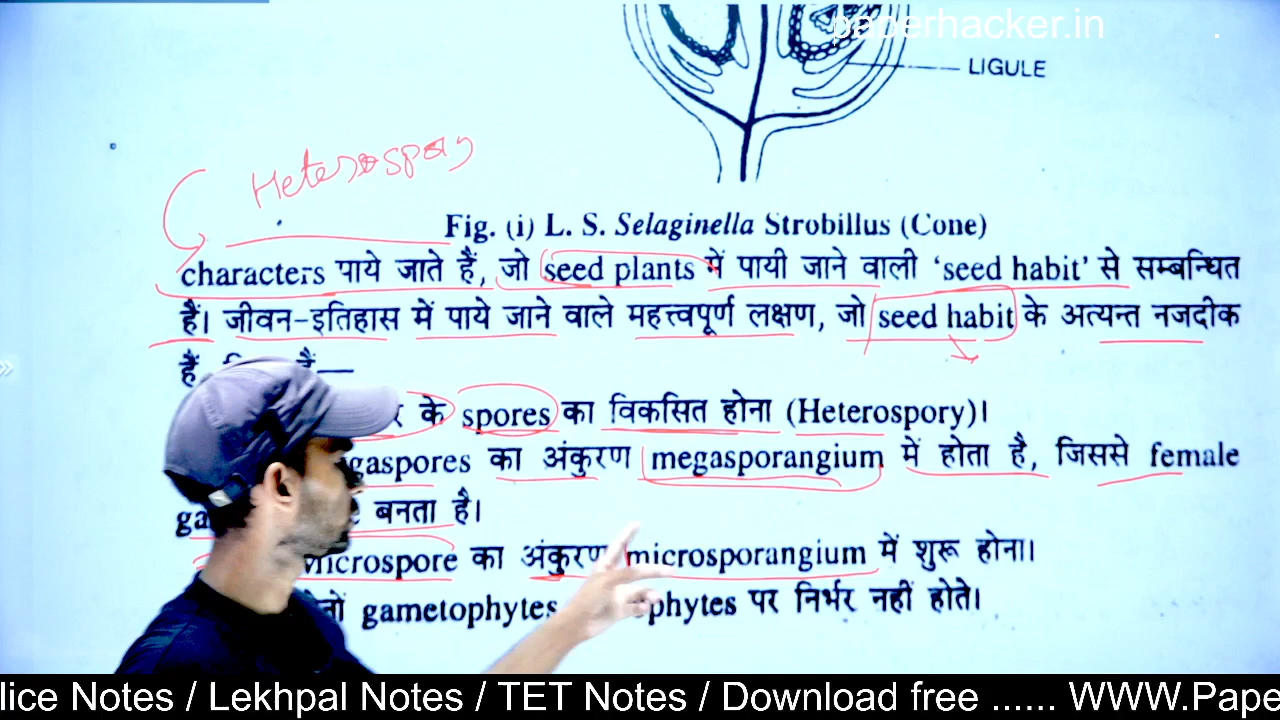 paperhacker.in .
LIGULE
Heterospory
Fig. (i) L. S. Selaginella Strobillus (Cone)
characters पाये जाते हैं, जो seed plants में पायी जाने वाली 'seed habit' से सम्बन्धित
हैं। जीवन-इतिहास में पाये जाने वाले महत्त्वपूर्ण लक्षण, जो seed habit के अत्यन्त नजदीक
हैं,
के spores का विकसित होना (Heterospory)।
gaspores का अंकुरण megasporangium में होता है, जिससे female
ga बनता है।
Microspore का अंकुरण microsporangium में शुरू होना।
gametophytes phytes पर निर्भर नहीं होते।
lice Notes / Lekhpal Notes / TET Notes / Download free ...... WWW.Pape